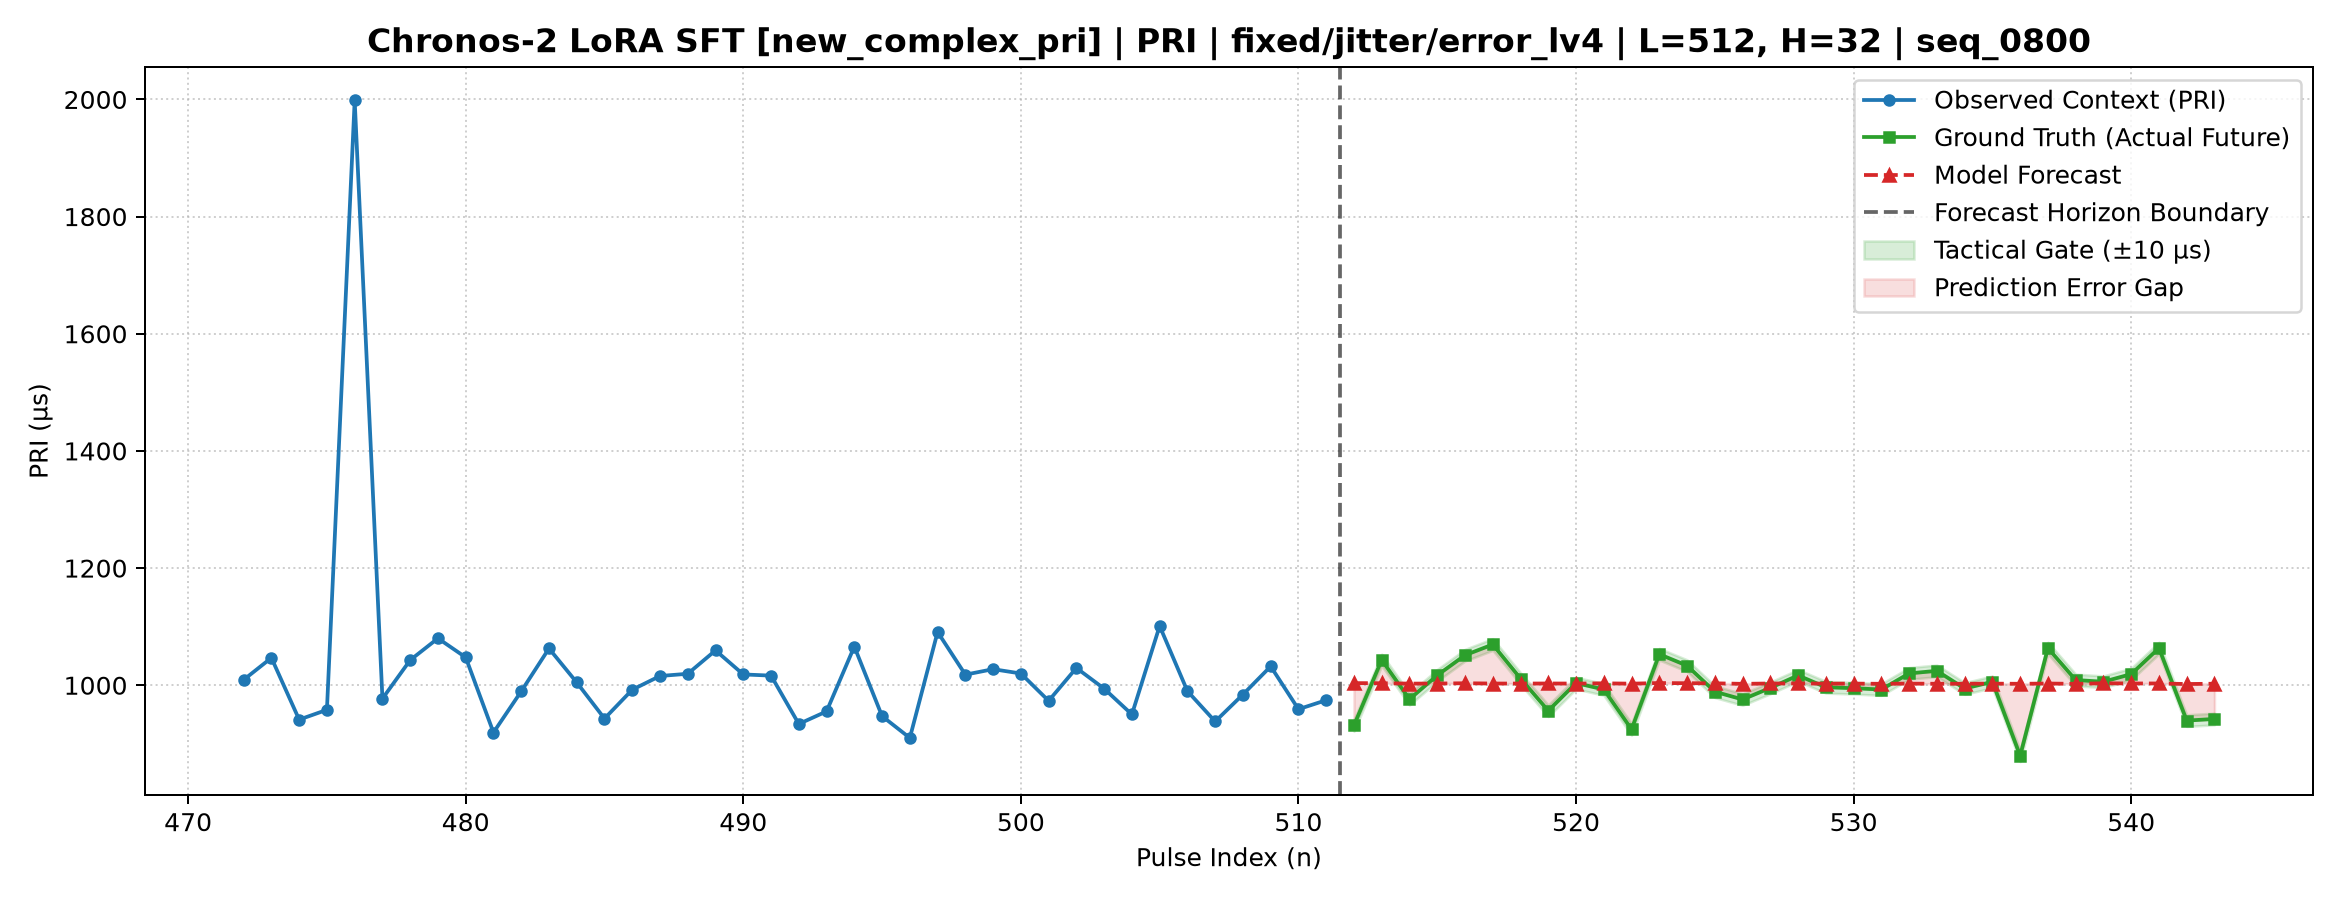 Chronos-2 LoRA SFT [new_complex_pri] | PRI | fixed/jitter/error_lv4 | L=512, H=32 | seq_0800
Observed Context (PRI)
Ground Truth (Actual Future)
Model Forecast
Forecast Horizon Boundary
Tactical Gate (±10 µs)
Prediction Error Gap
PRI (µs)
2000
1800
1600
1400
1200
1000
470 480 490 500 510 520 530 540
Pulse Index (n)